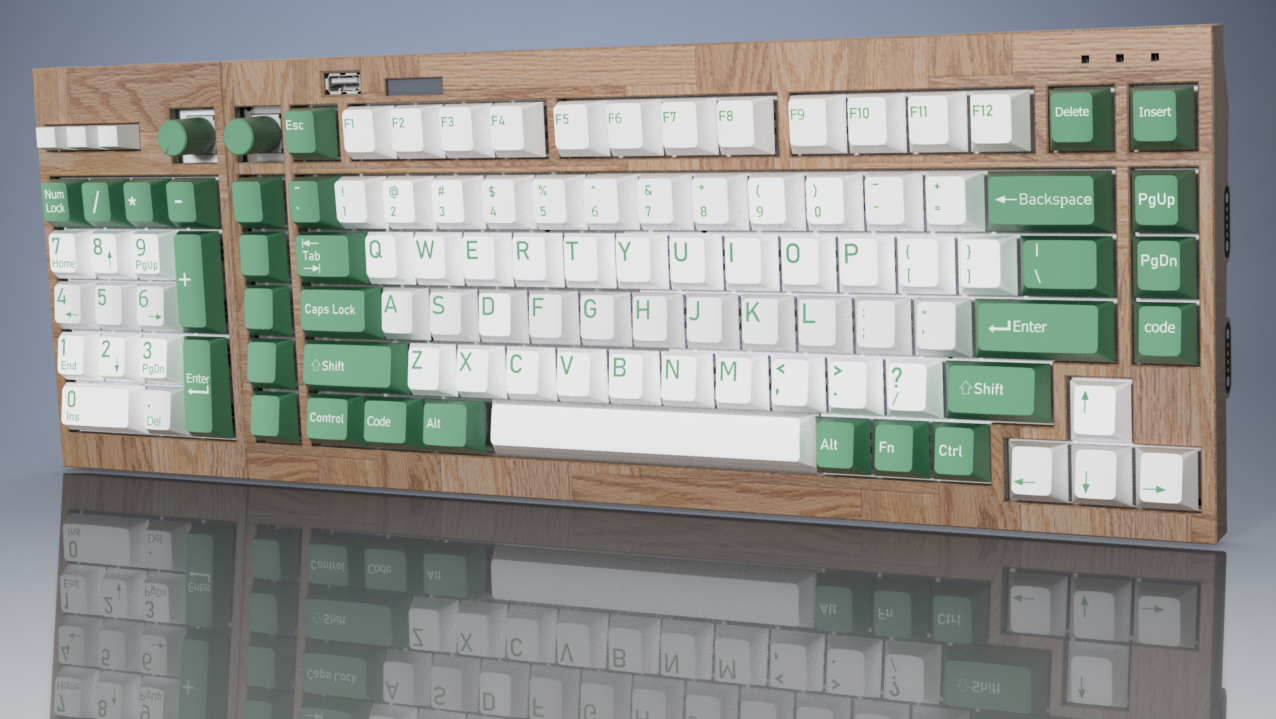 Esc F1 F2 F3 F4 F5 F6 F7 F8 F9 F10 F11 F12 Delete Insert
Num Lock / * - ~ ` ! 1 @ 2 # 3 $ 4 % 5 ^ 6 & 7 * 8 ( 9 ) 0 _ - + = ←Backspace PgUp
7 Home 8 ↑ 9 PgUp + Tab Q W E R T Y U I O P { [ } ] | \ PgDn
4 ← 5 6 → Caps Lock A S D F G H J K L : ; " ' Enter code
1 End 2 ↓ 3 PgDn Enter ⇧Shift Z X C V B N M < , > . ? / ⇧Shift ↑
0 Ins . Del Control Code Alt Alt Fn Ctrl ← ↓ →